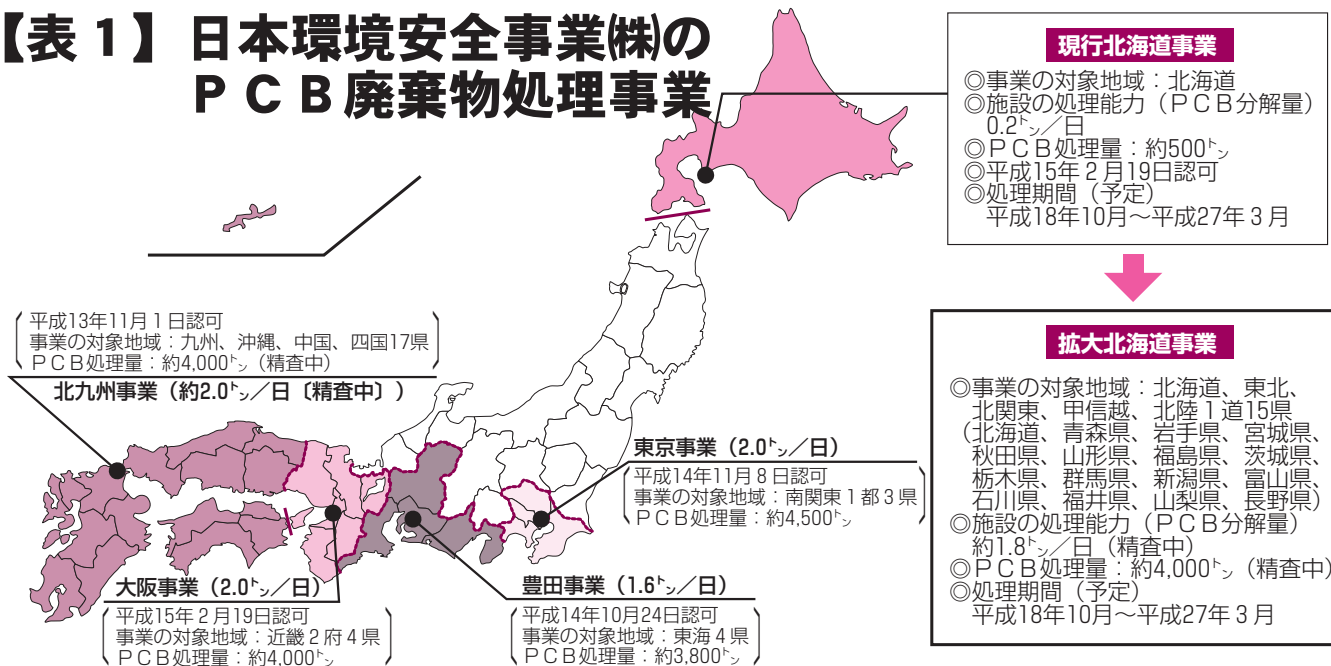 【表1】日本環境安全事業㈱の
PCB廃棄物処理事業
現行北海道事業
◎事業の対象地域：北海道
◎施設の処理能力（PCB分解量）
0.2㌧／日
◎PCB処理量：約500㌧
◎平成15年２月19日認可
◎処理期間（予定）
平成18年10月～平成27年３月
拡大北海道事業
◎事業の対象地域：北海道、東北、
北関東、甲信越、北陸１道15県
（北海道、青森県、岩手県、宮城県、
秋田県、山形県、福島県、茨城県、
栃木県、群馬県、新潟県、富山県、
石川県、福井県、山梨県、長野県）
◎施設の処理能力（PCB分解量）
約1.8㌧／日（精査中）
◎PCB処理量：約4,000㌧（精査中）
◎処理期間（予定）
平成18年10月～平成27年３月
平成13年11月１日認可
事業の対象地域：九州、沖縄、中国、四国17県
PCB処理量：約4,000㌧（精査中）
北九州事業（約2.0㌧／日〔精査中〕）
東京事業（2.0㌧／日）
平成14年11月８日認可
事業の対象地域：南関東１都３県
PCB処理量：約4,500㌧
大阪事業（2.0㌧／日）
平成15年２月19日認可
事業の対象地域：近畿２府４県
PCB処理量：約4,000㌧
豊田事業（1.6㌧／日）
平成14年10月24日認可
事業の対象地域：東海４県
PCB処理量：約3,800㌧